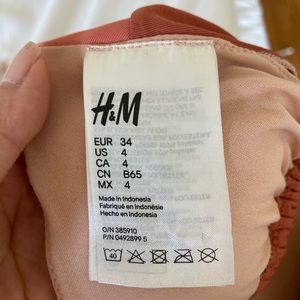 H&M
EUR 34
US 4
CA 4
CN B65
MX 4
Made in Indonesia
Fabriqué en Indonésie
Hecho en Indonesia
O/N 385910
P/N 0492899 5
40